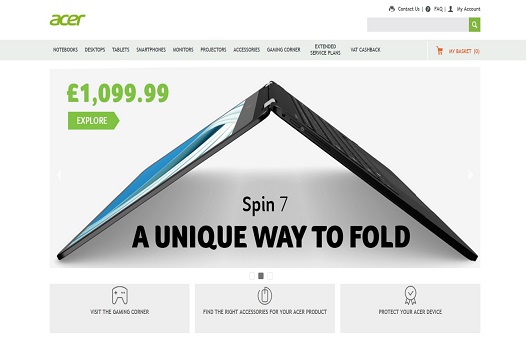 acer
Contact Us | FAQ | My Account
NOTEBOOKS DESKTOPS TABLETS SMARTPHONES MONITORS PROJECTORS ACCESSORIES GAMING CORNER EXTENDED SERVICE PLANS VAT CASHBACK MY BASKET (0)
£1,099.99
EXPLORE
Spin 7
A UNIQUE WAY TO FOLD
VISIT THE GAMING CORNER
FIND THE RIGHT ACCESSORIES FOR YOUR ACER PRODUCT
PROTECT YOUR ACER DEVICE